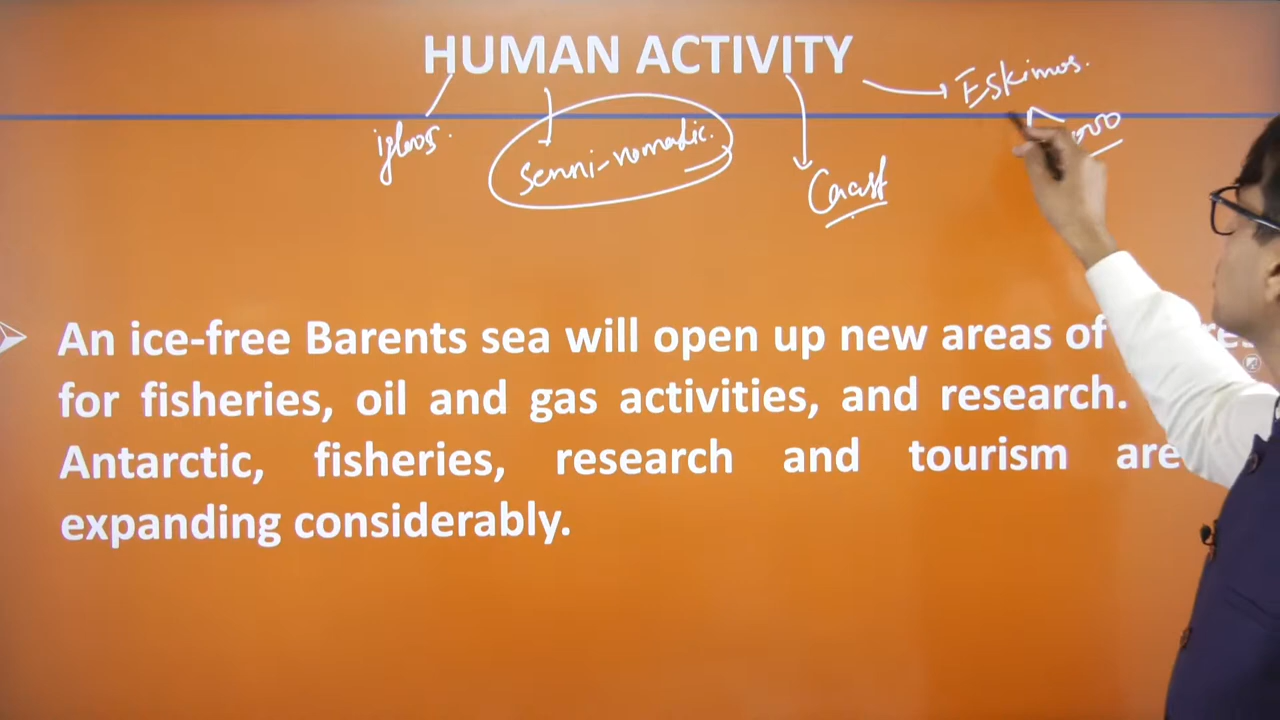 HUMAN ACTIVITY
Eskimos.
igloos.
Semi-nomadic.
Coast
An ice-free Barents sea will open up new areas of
for fisheries, oil and gas activities, and research.
Antarctic, fisheries, research and tourism are
expanding considerably.